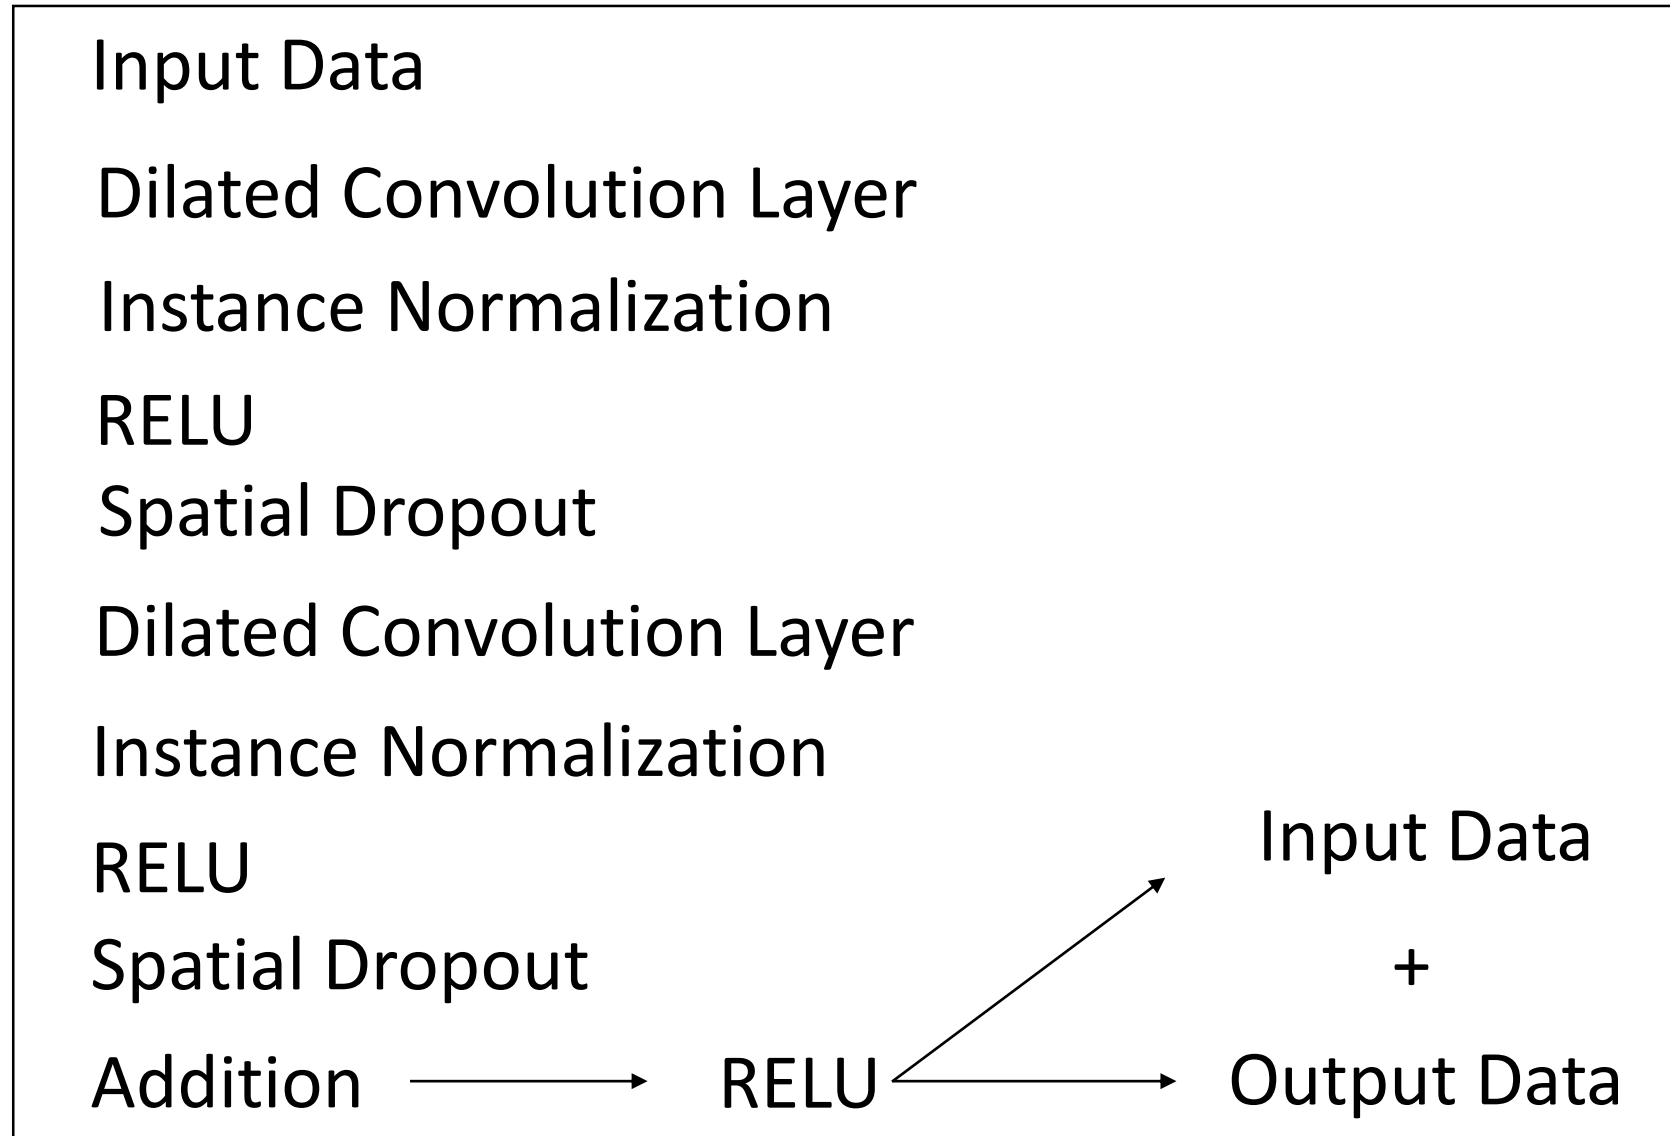 Input Data
Dilated Convolution Layer
Instance Normalization
RELU
Spatial Dropout
Dilated Convolution Layer
Instance Normalization
RELU
Spatial Dropout
Addition
RELU
Input Data
+
Output Data